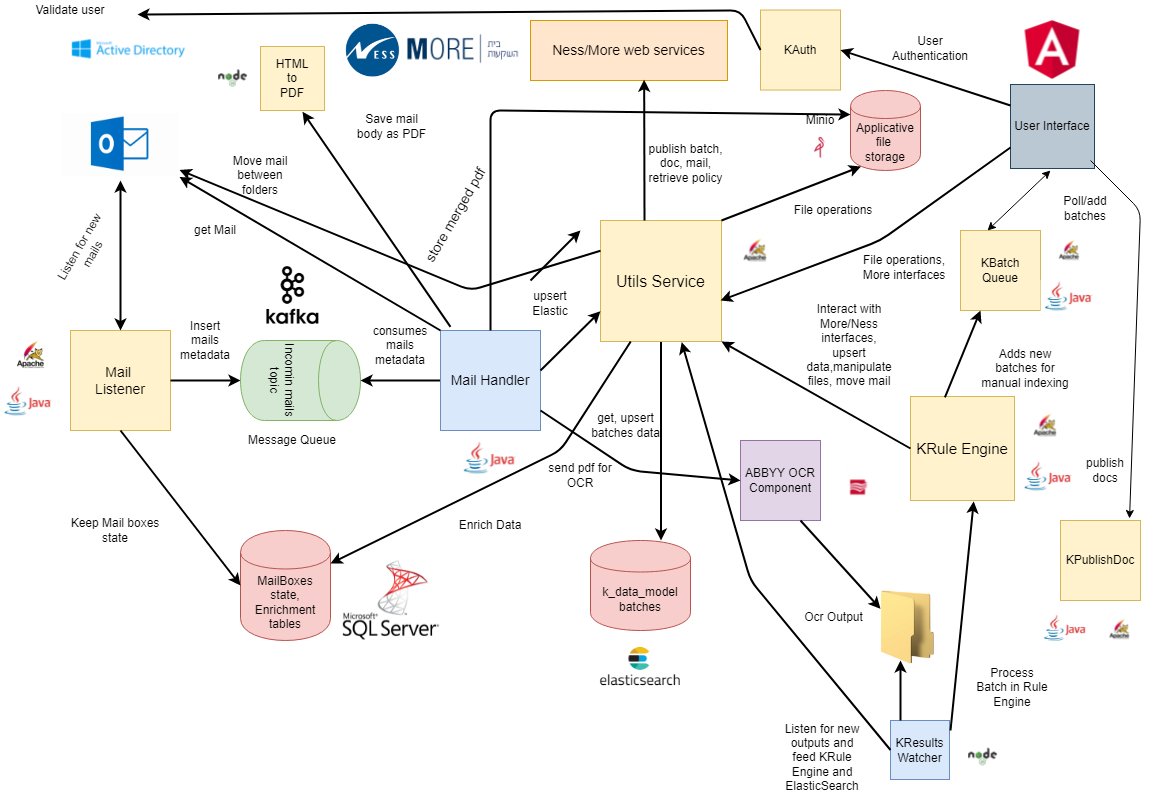 Validate user
Microsoft
Active Directory
node
HTML
to
PDF
NESS
MORE
בית
השקעות
Ness/More web services
KAuth
User
Authentication
Save mail
body as PDF
Minio
Applicative
file
storage
User Interface
Move mail
between
folders
publish batch,
doc, mail,
retrieve policy
Poll/add
batches
get Mail
store merged pdf
File operations
Listen for new
mails
Utils Service
Apache
File operations,
More interfaces
KBatch
Queue
Apache
Java
upsert
Elastic
kafka
Insert
mails
metadata
consumes
mails
metadata
Interact with
More/Ness
interfaces,
upsert
data,manipulate
files, move mail
Adds new
batches for
manual indexing
Apache
Java
Mail
Listener
Incomin mails
topic
Message Queue
Mail Handler
Java
get, upsert
batches data
send pdf for
OCR
ABBYY OCR
Component
KRule Engine
Apache
Java
publish
docs
Keep Mail boxes
state
Enrich Data
MailBoxes
state,
Enrichment
tables
Microsoft®
SQL Server®
k_data_model
batches
elasticsearch
Ocr Output
KPublishDoc
Java
Apache
Process
Batch in Rule
Engine
Listen for new
outputs and
feed KRule
Engine and
ElasticSearch
KResults
Watcher
node